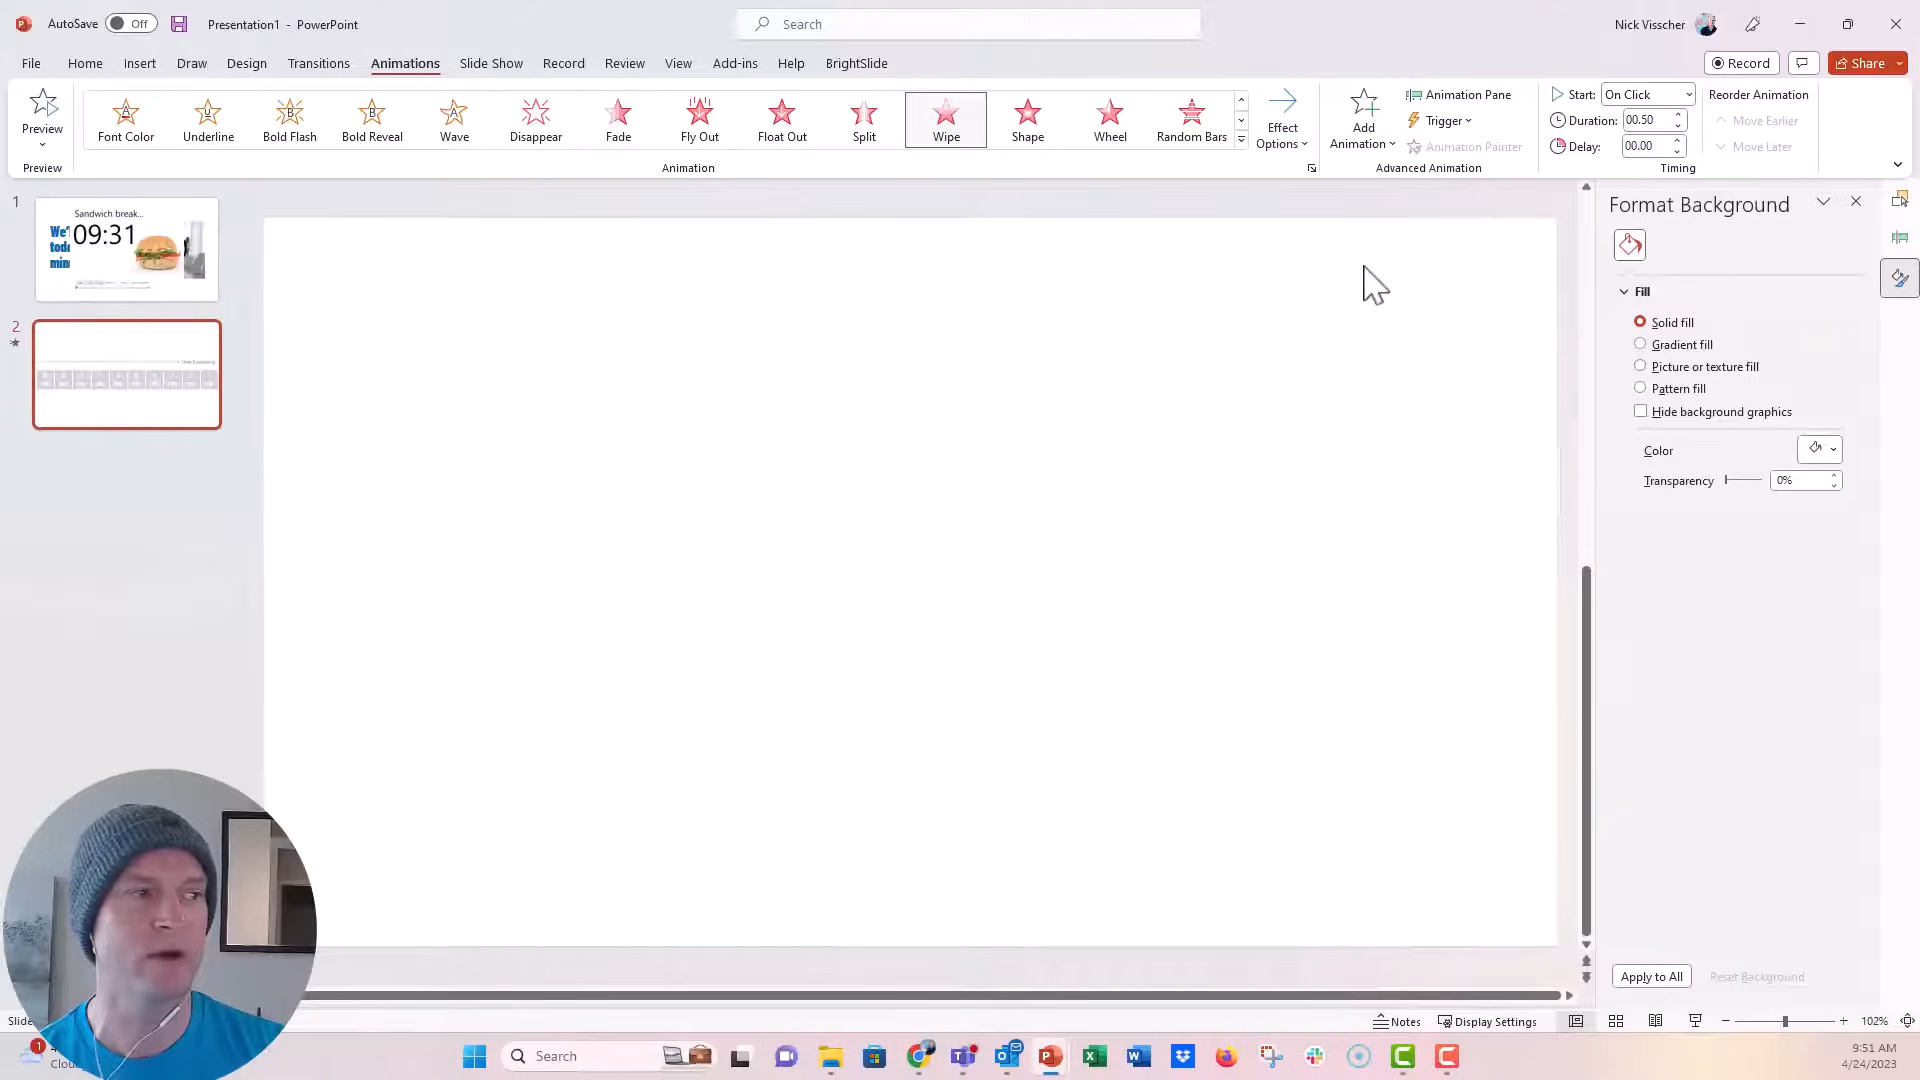 AutoSave Off Presentation1 - PowerPoint Search Nick Visscher
File Home Insert Draw Design Transitions Animations Slide Show Record Review View Add-ins Help BrightSlide Record Share
Preview
Font Color Underline Bold Flash Bold Reveal Wave Disappear Fade Fly Out Float Out Split Wipe Shape Wheel Random Bars
Effect Options
Add Animation
Animation Pane
Trigger
Animation Painter
Start: On Click
Duration: 00.50
Delay: 00.00
Reorder Animation
Move Earlier
Move Later
Preview Animation Advanced Animation Timing
1
Sandwich break...
09:31
2
Format Background
Fill
Solid fill
Gradient fill
Picture or texture fill
Pattern fill
Hide background graphics
Color
Transparency 0%
Apply to All Reset Background
Slide
Notes Display Settings 102%
1
Search
9:51 AM
4/24/2023